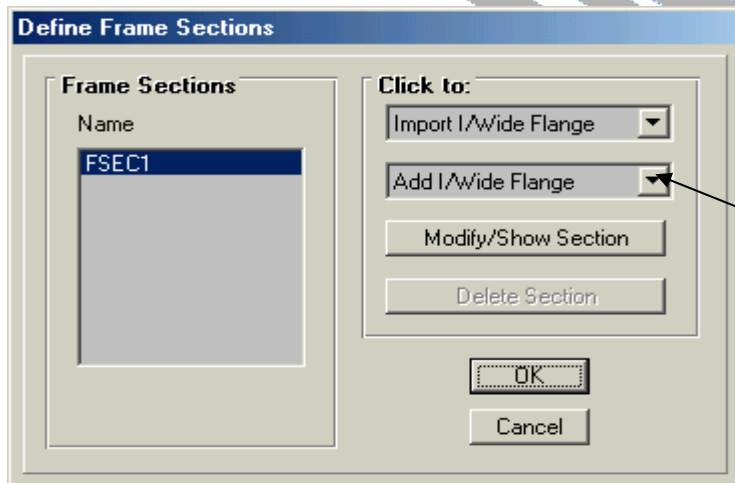 Define Frame Sections
Frame Sections
Name
FSEC1
Click to:
Import I/Wide Flange
Add I/Wide Flange
Modify/Show Section
Delete Section
OK
Cancel